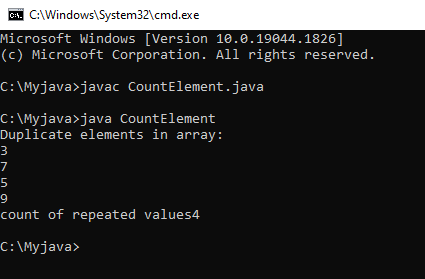 C:\Windows\System32\cmd.exe
Microsoft Windows [Version 10.0.19044.1826]
(c) Microsoft Corporation. All rights reserved.
C:\Myjava>javac CountElement.java
C:\Myjava>java CountElement
Duplicate elements in array:
3
7
5
9
count of repeated values4
C:\Myjava>